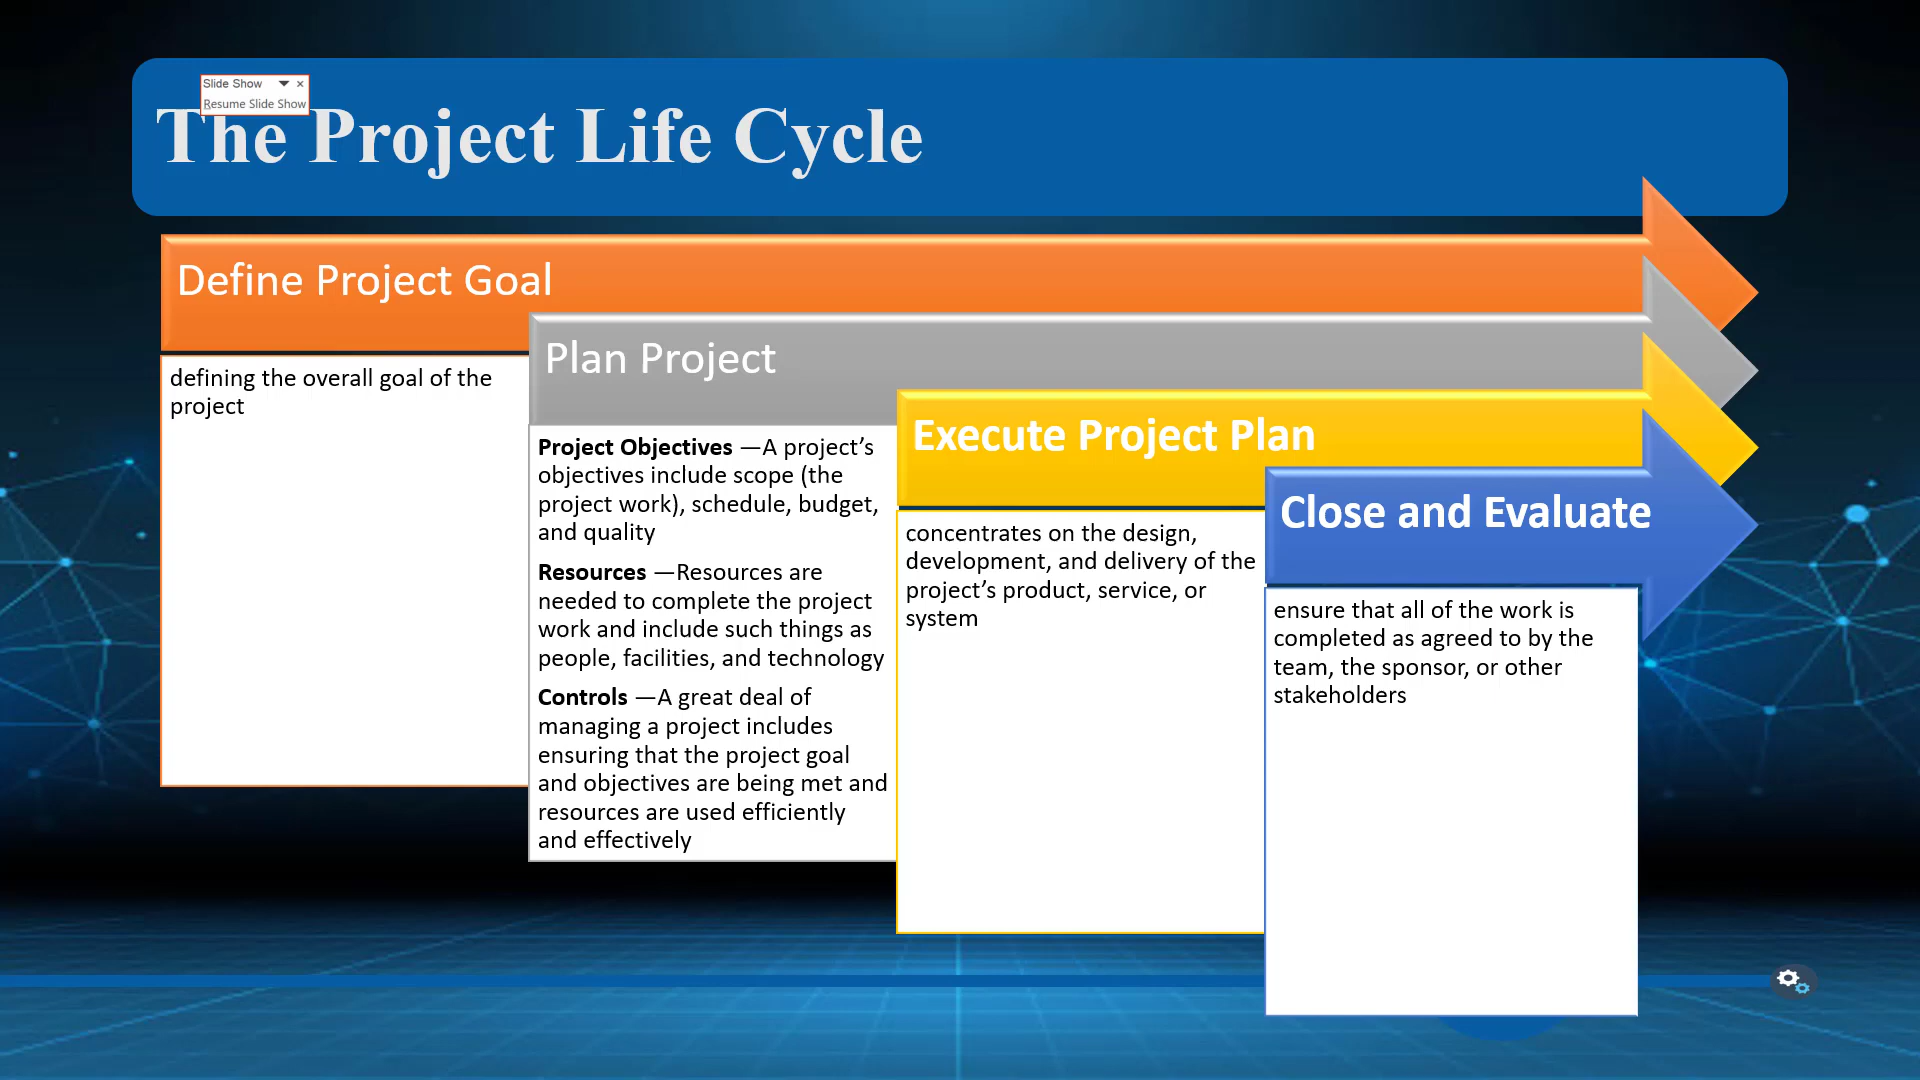 Slide Show
Resume Slide Show
The Project Life Cycle
Define Project Goal
defining the overall goal of the
project
Plan Project
Project Objectives —A project’s
objectives include scope (the
project work), schedule, budget,
and quality
Resources —Resources are
needed to complete the project
work and include such things as
people, facilities, and technology
Controls —A great deal of
managing a project includes
ensuring that the project goal
and objectives are being met and
resources are used efficiently
and effectively
Execute Project Plan
concentrates on the design,
development, and delivery of the
project’s product, service, or
system
Close and Evaluate
ensure that all of the work is
completed as agreed to by the
team, the sponsor, or other
stakeholders